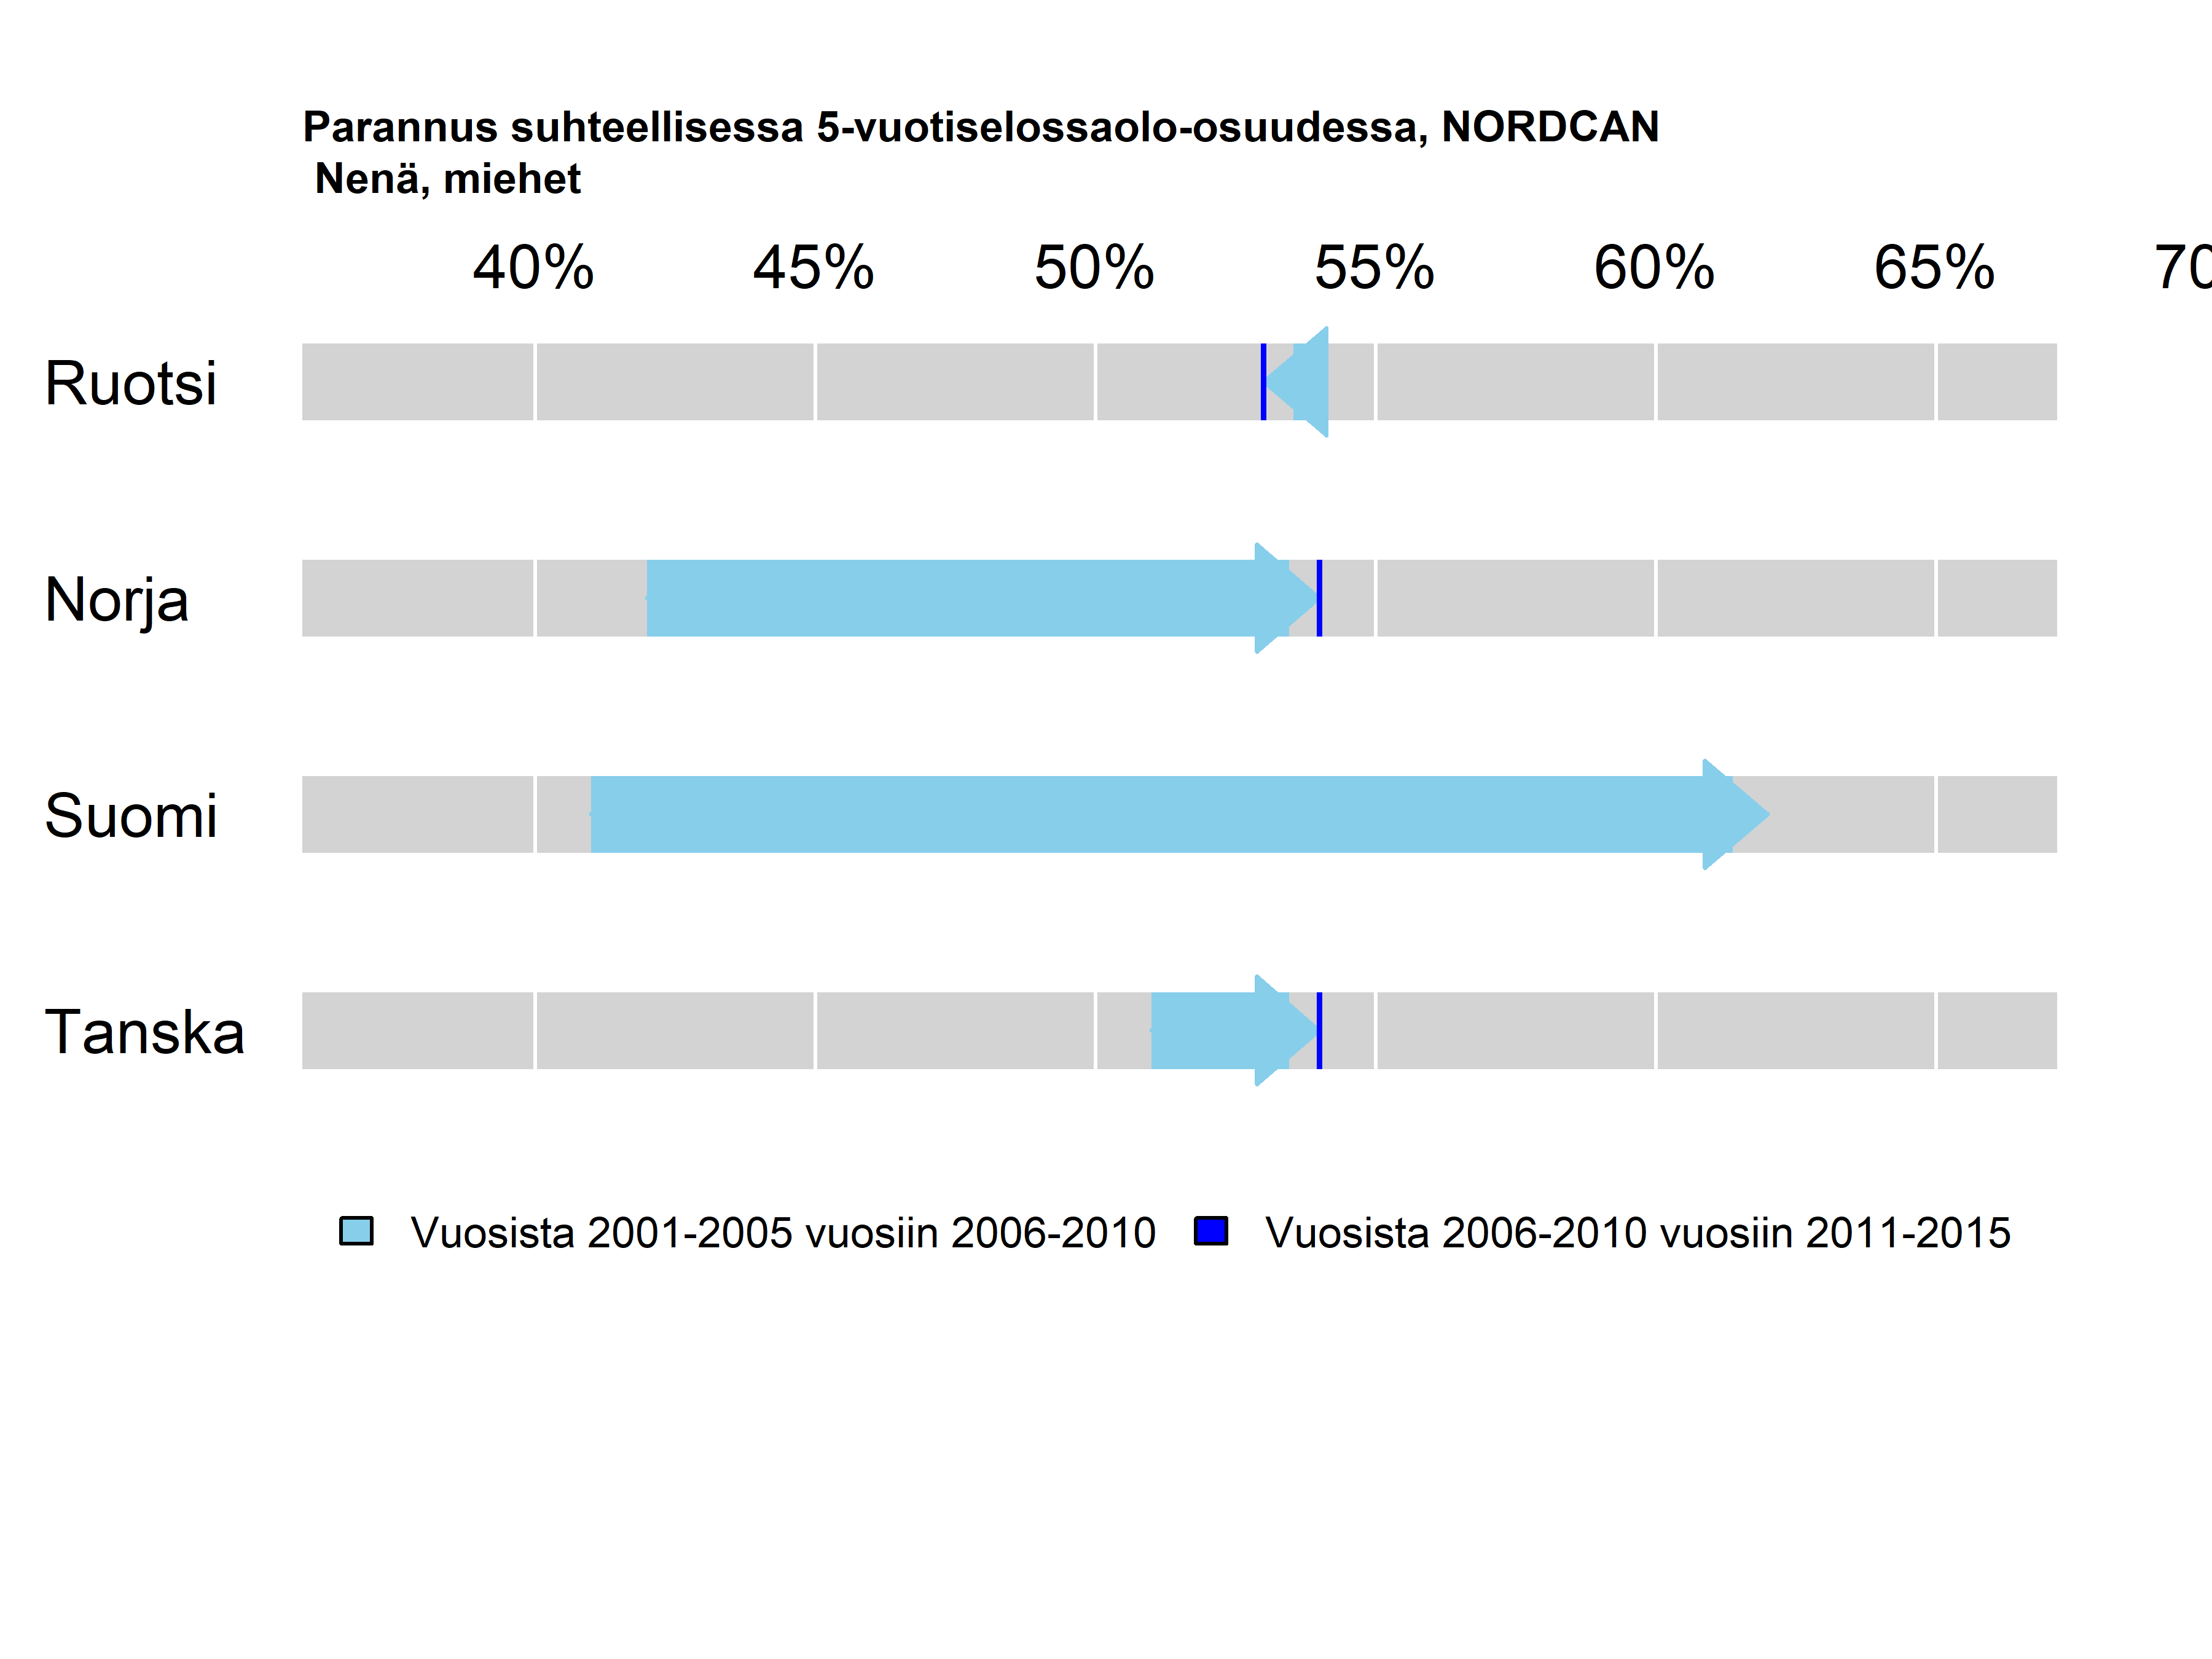 Parannus suhteellisessa 5-vuotiselossaolo-osuudessa, NORDCAN
Nenä, miehet
40% 45% 50% 55% 60% 65% 70
Ruotsi
Norja
Suomi
Tanska
Vuosista 2001-2005 vuosiin 2006-2010 Vuosista 2006-2010 vuosiin 2011-2015